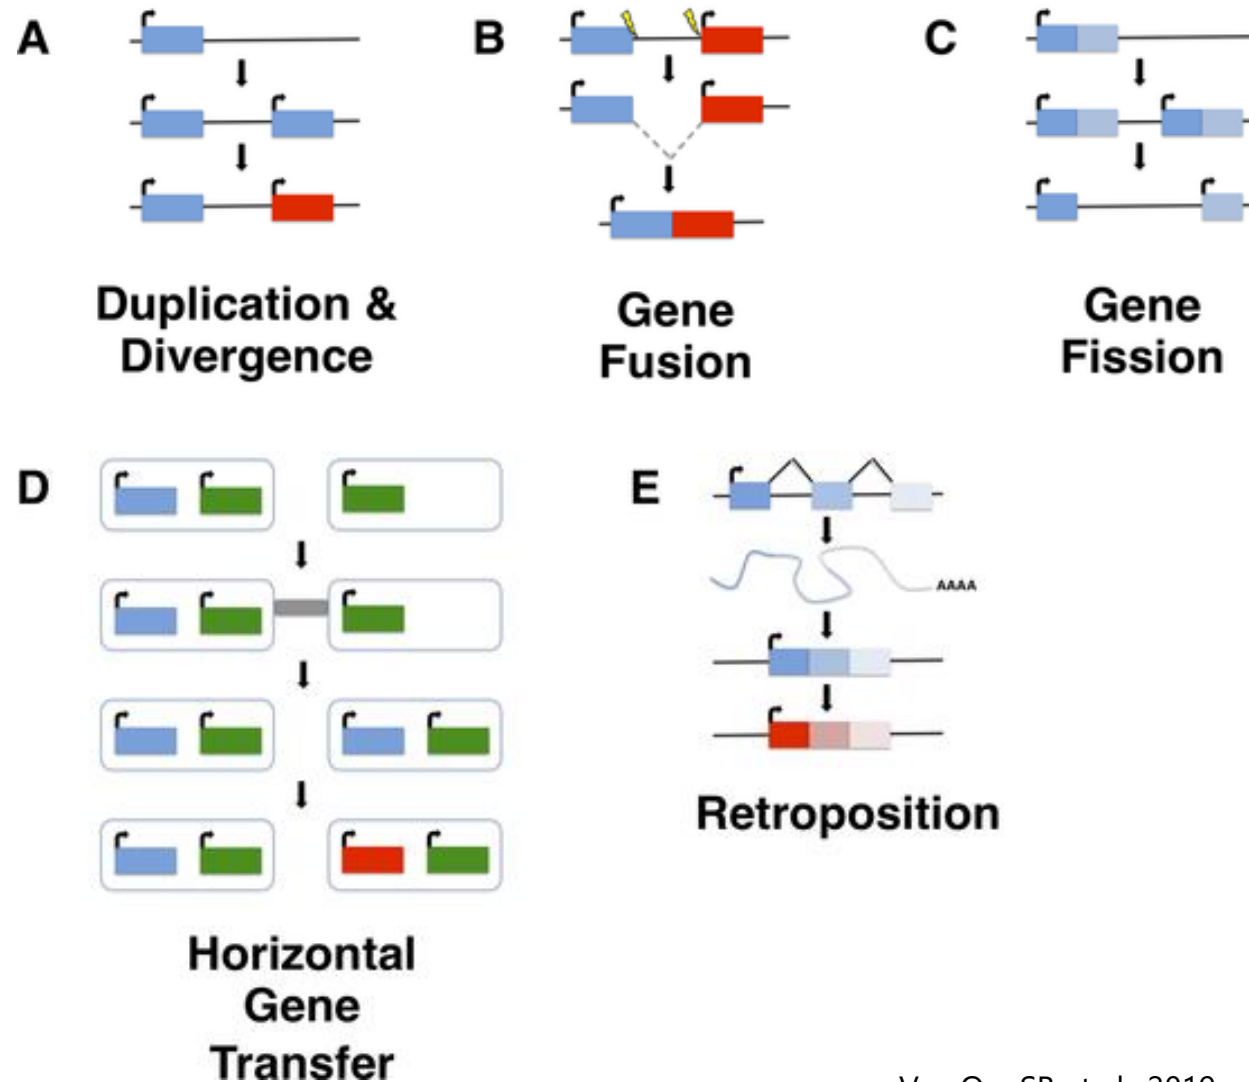 A
B
C
Duplication &
Divergence
Gene
Fusion
Gene
Fission
D
E
AAAA
Retroposition
Horizontal
Gene
Transfer